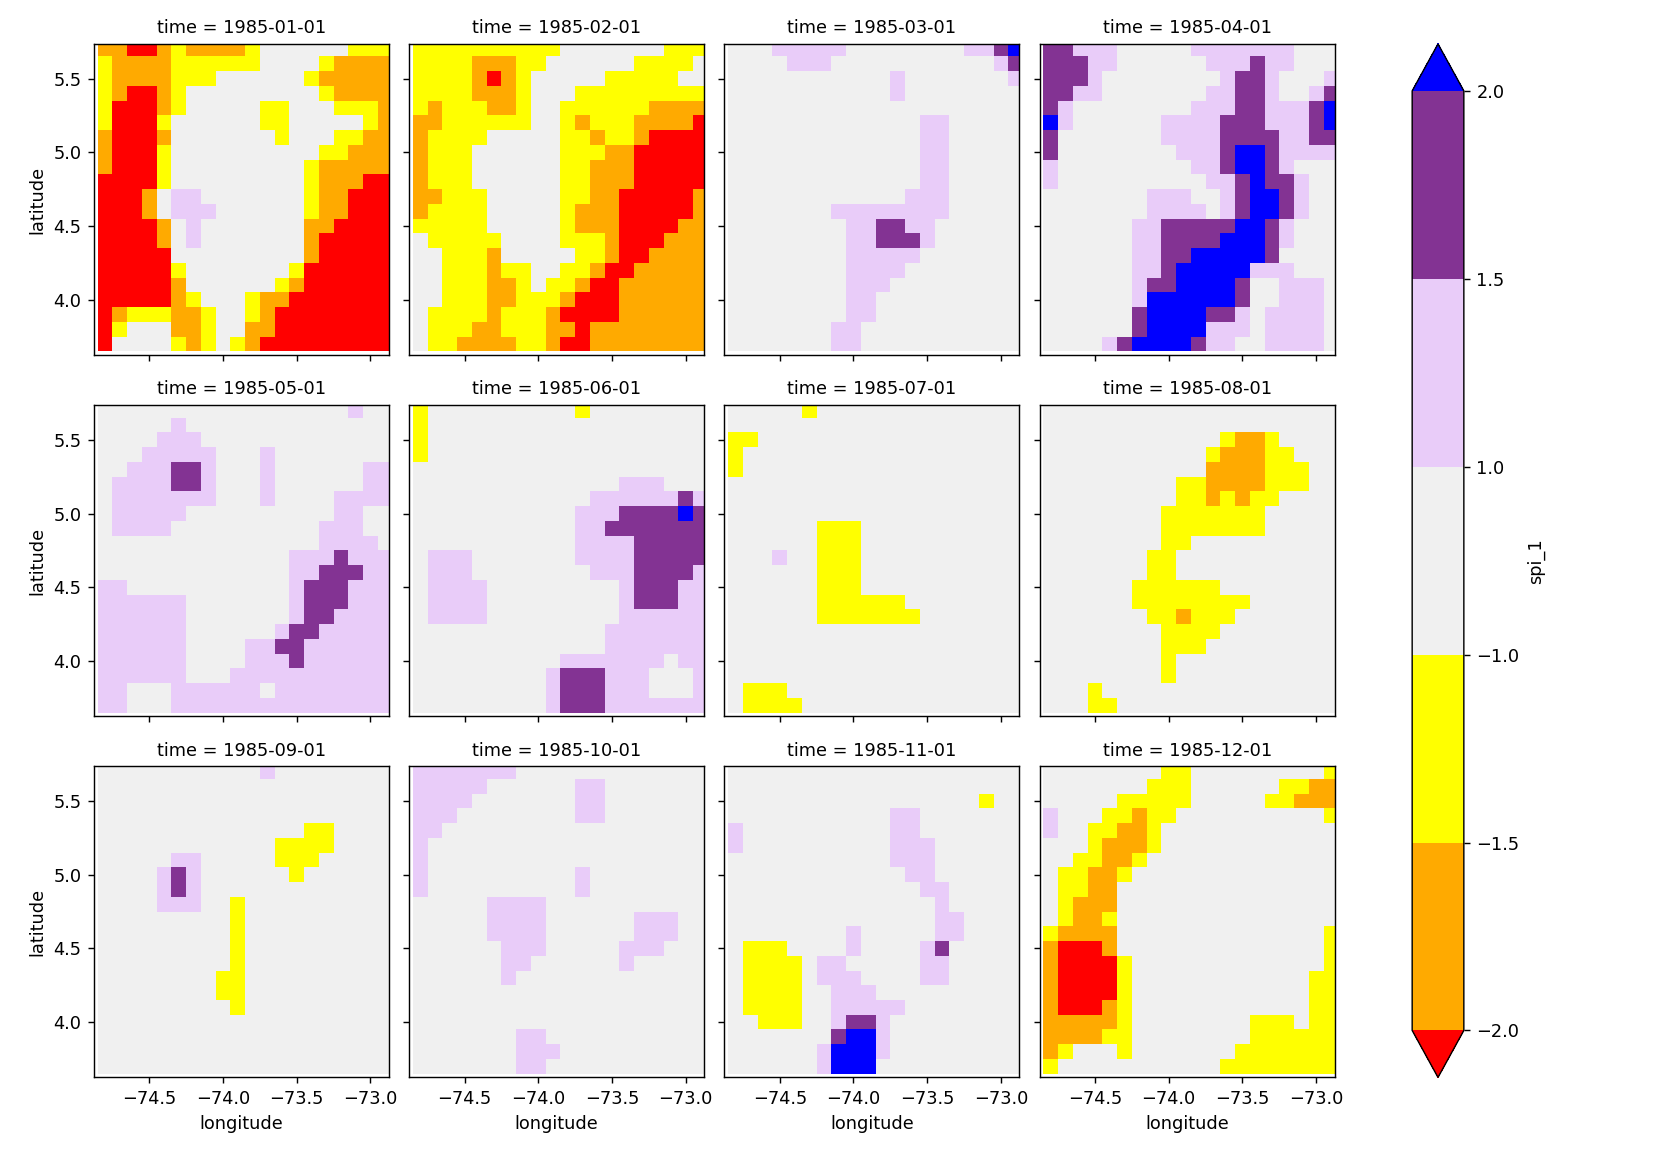 time = 1985-01-01
time = 1985-02-01
time = 1985-03-01
time = 1985-04-01
5.5
5.0
4.5
4.0
latitude
time = 1985-05-01
time = 1985-06-01
time = 1985-07-01
time = 1985-08-01
5.5
5.0
4.5
4.0
latitude
time = 1985-09-01
time = 1985-10-01
time = 1985-11-01
time = 1985-12-01
5.5
5.0
4.5
4.0
latitude
−74.5 −74.0 −73.5 −73.0
longitude
−74.5 −74.0 −73.5 −73.0
longitude
−74.5 −74.0 −73.5 −73.0
longitude
−74.5 −74.0 −73.5 −73.0
longitude
2.0
1.5
1.0
−1.0
−1.5
−2.0
spi_1